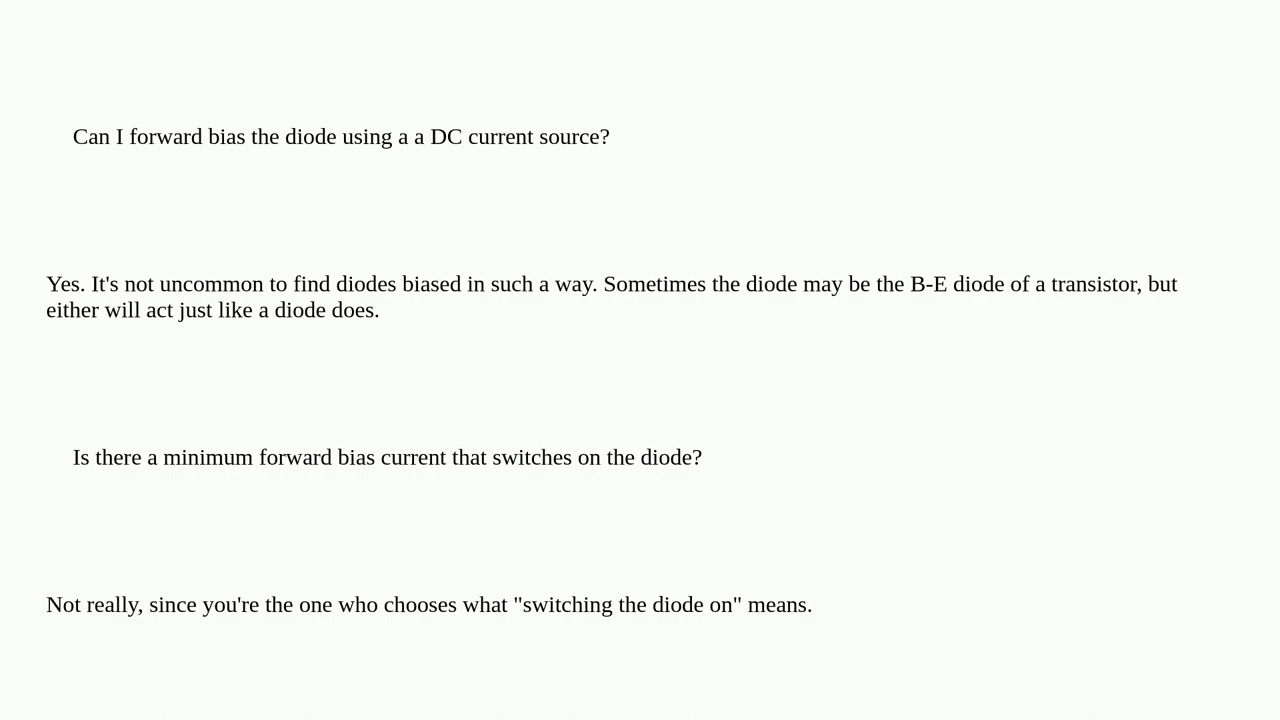 Can I forward bias the diode using a a DC current source?
Yes. It's not uncommon to find diodes biased in such a way. Sometimes the diode may be the B-E diode of a transistor, but
either will act just like a diode does.
Is there a minimum forward bias current that switches on the diode?
Not really, since you're the one who chooses what "switching the diode on" means.